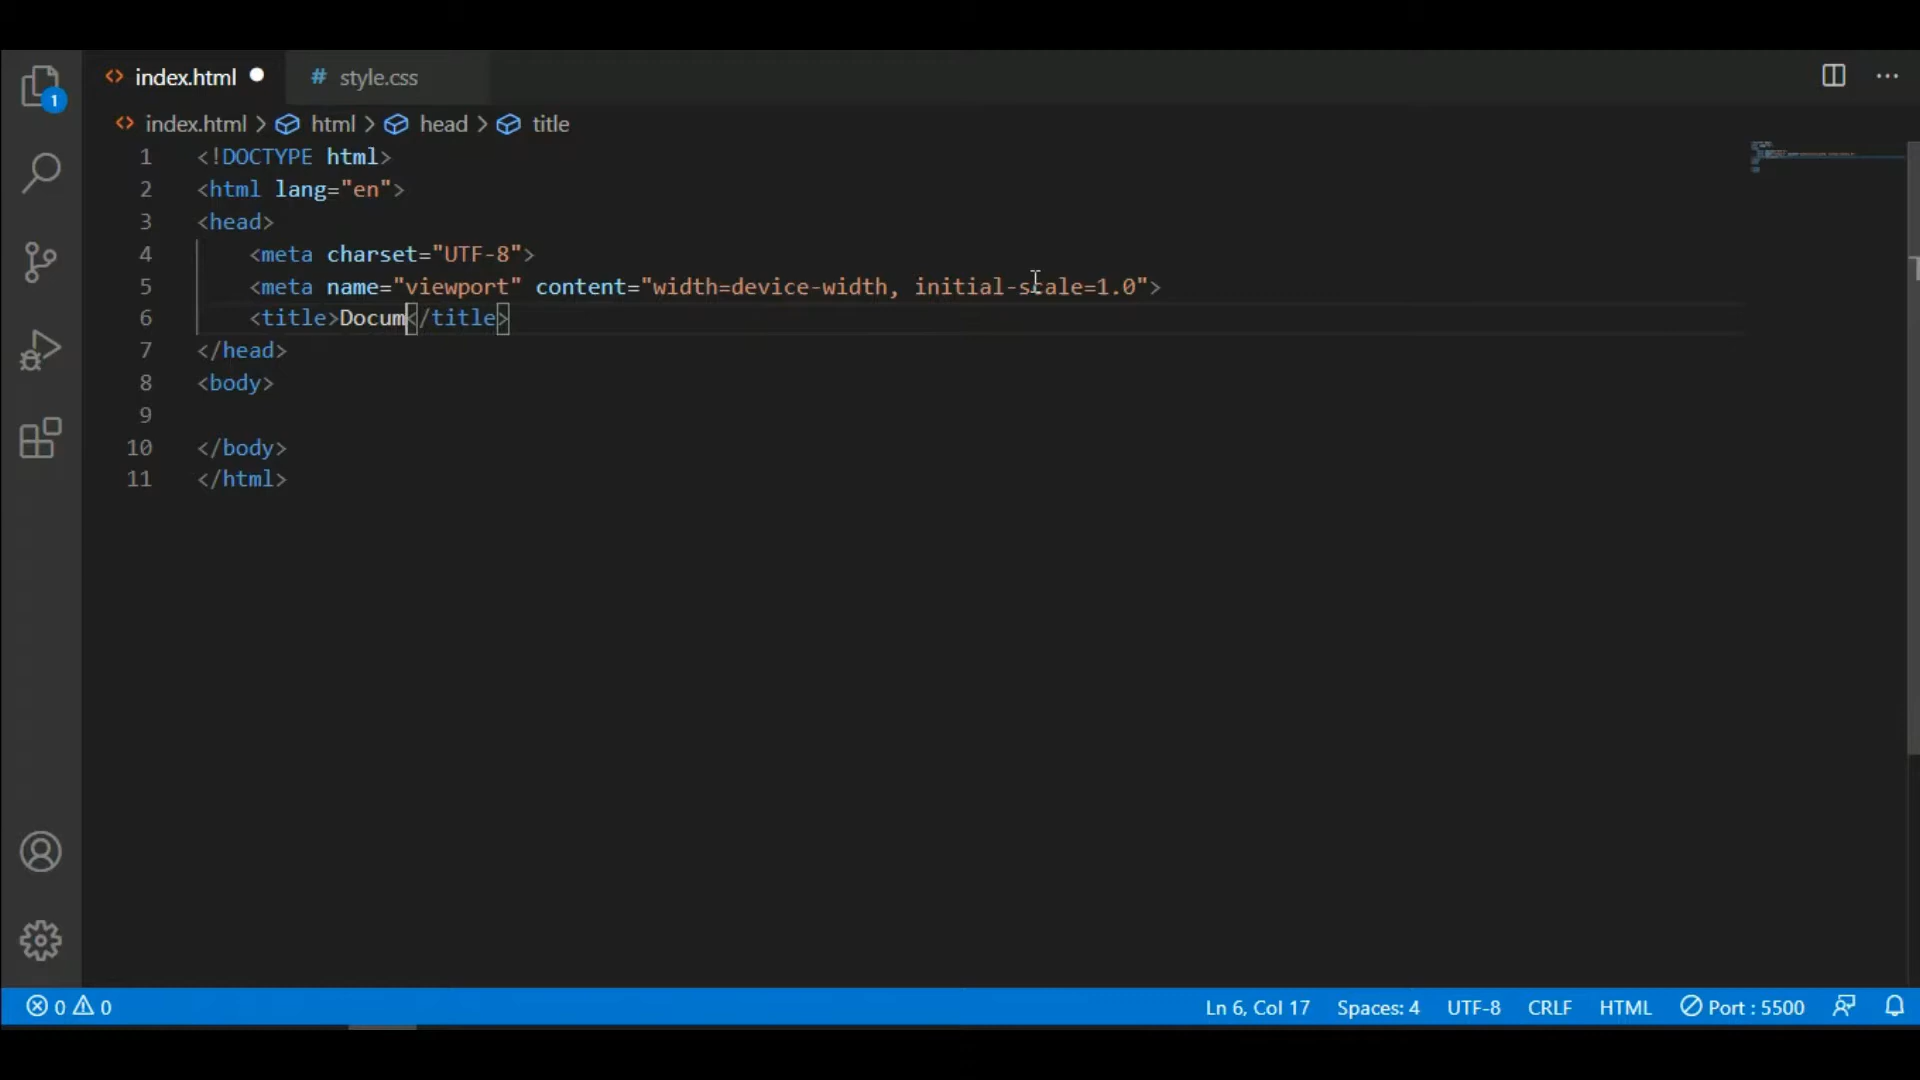 index.html
# style.css
1
index.html > html > head > title
1 <!DOCTYPE html>
2 <html lang="en">
3 <head>
4     <meta charset="UTF-8">
5     <meta name="viewport" content="width=device-width, initial-scale=1.0">
6     <title>Docum</title>
7 </head>
8 <body>
9
10 </body>
11 </html>
0 0 Ln 6, Col 17 Spaces: 4 UTF-8 CRLF HTML Port : 5500